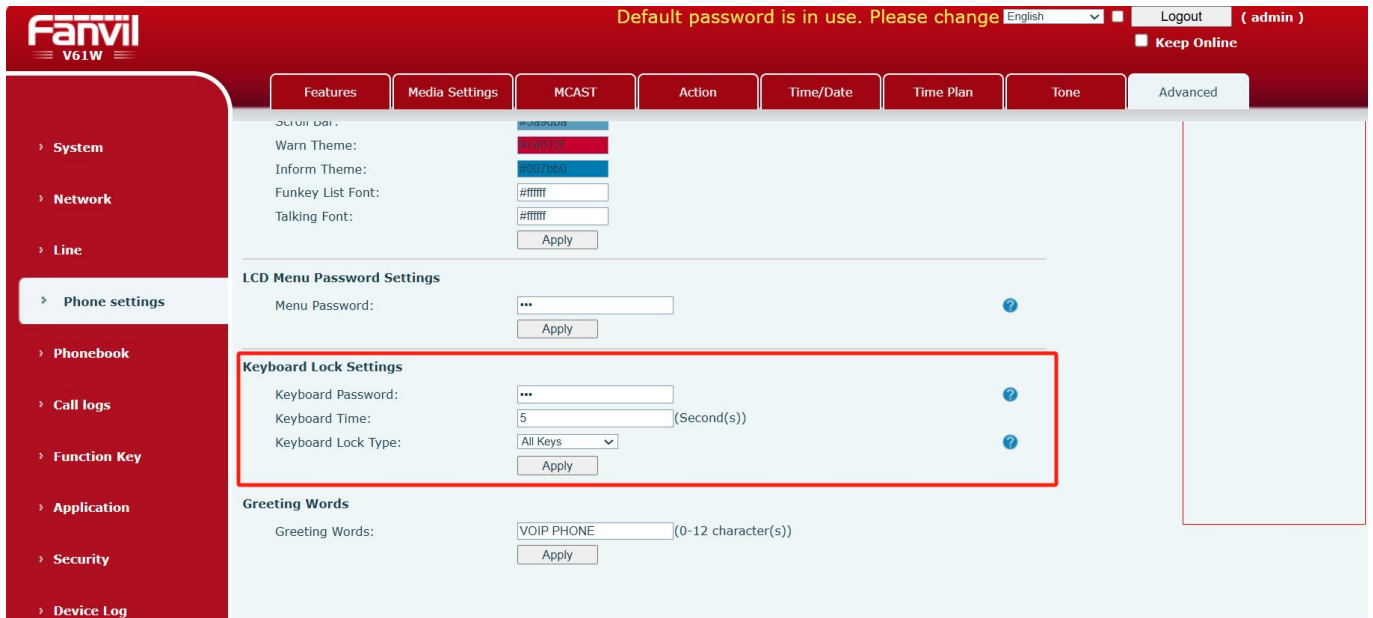 Fanvil
V61W
Default password is in use. Please change English Logout ( admin )
Keep Online
Features Media Settings MCAST Action Time/Date Time Plan Tone Advanced
Scroll Bar: #5a9dba
Warn Theme: #c4012f
Inform Theme: #007bb0
Funkey List Font: #ffffff
Talking Font: #ffffff
Apply
LCD Menu Password Settings
Menu Password: •••
Apply
Keyboard Lock Settings
Keyboard Password: •••
Keyboard Time: 5 (Second(s))
Keyboard Lock Type: All Keys
Apply
Greeting Words
Greeting Words: VOIP PHONE (0-12 character(s))
Apply
› System
› Network
› Line
› Phone settings
› Phonebook
› Call logs
› Function Key
› Application
› Security
› Device Log